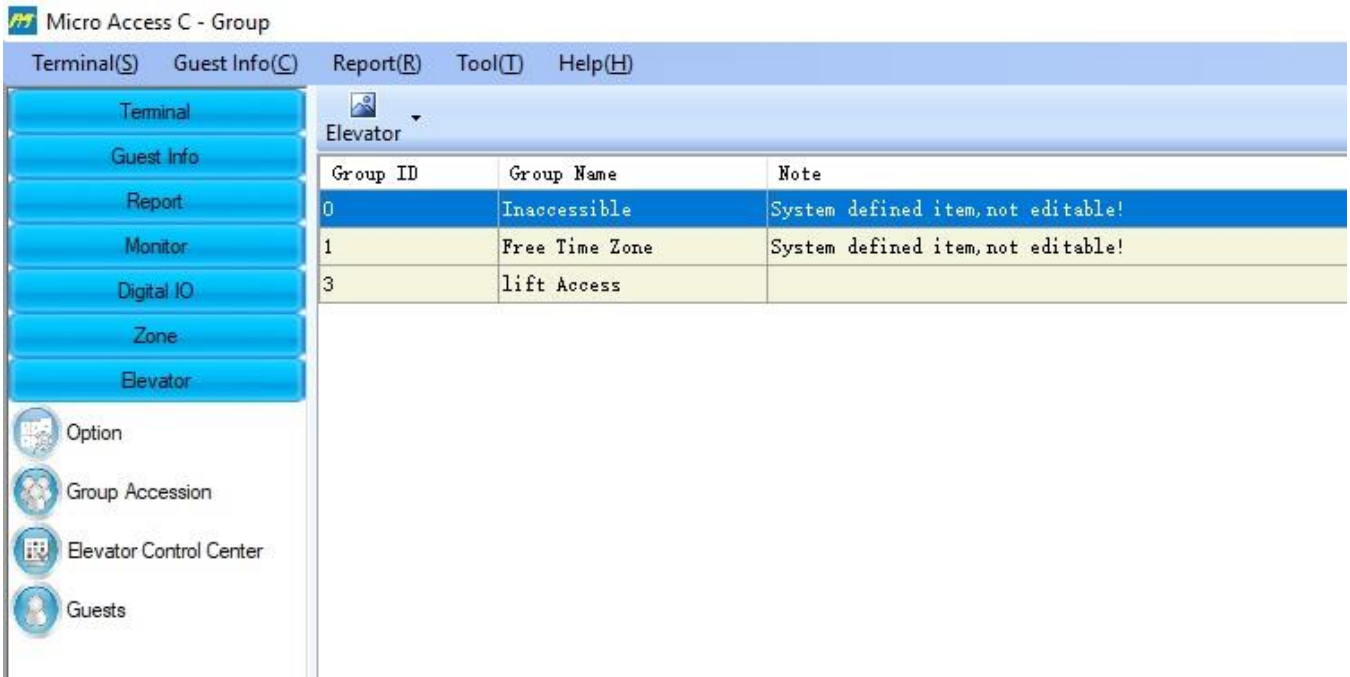 Micro Access C - Group
Terminal(S) Guest Info(C) Report(R) Tool(T) Help(H)
Terminal
Guest Info
Report
Monitor
Digital IO
Zone
Elevator
Option
Group Accession
Elevator Control Center
Guests
Elevator
Group ID Group Name Note
0 Inaccessible System defined item,not editable!
1 Free Time Zone System defined item,not editable!
3 lift Access